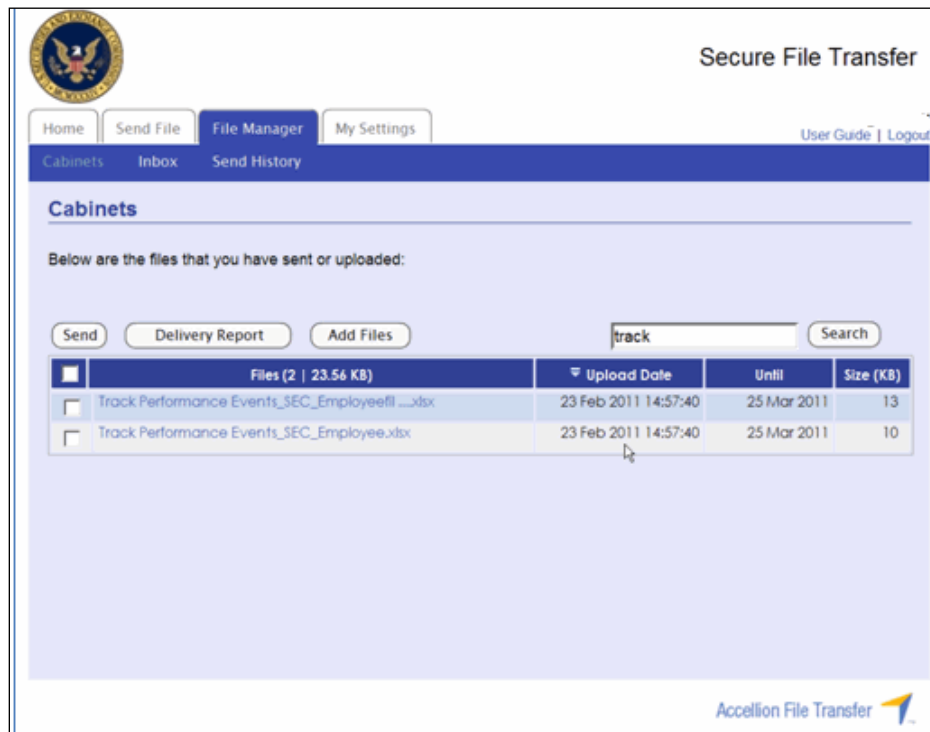 Secure File Transfer
Home Send File File Manager My Settings
User Guide | Logout
Cabinets Inbox Send History
Cabinets
Below are the files that you have sent or uploaded:
Send Delivery Report Add Files track Search
Files (2 | 23.56 KB) Upload Date Until Size (KB)
Track Performance Events_SEC_Employeefil ....xlsx 23 Feb 2011 14:57:40 25 Mar 2011 13
Track Performance Events_SEC_Employee.xlsx 23 Feb 2011 14:57:40 25 Mar 2011 10
Accellion File Transfer